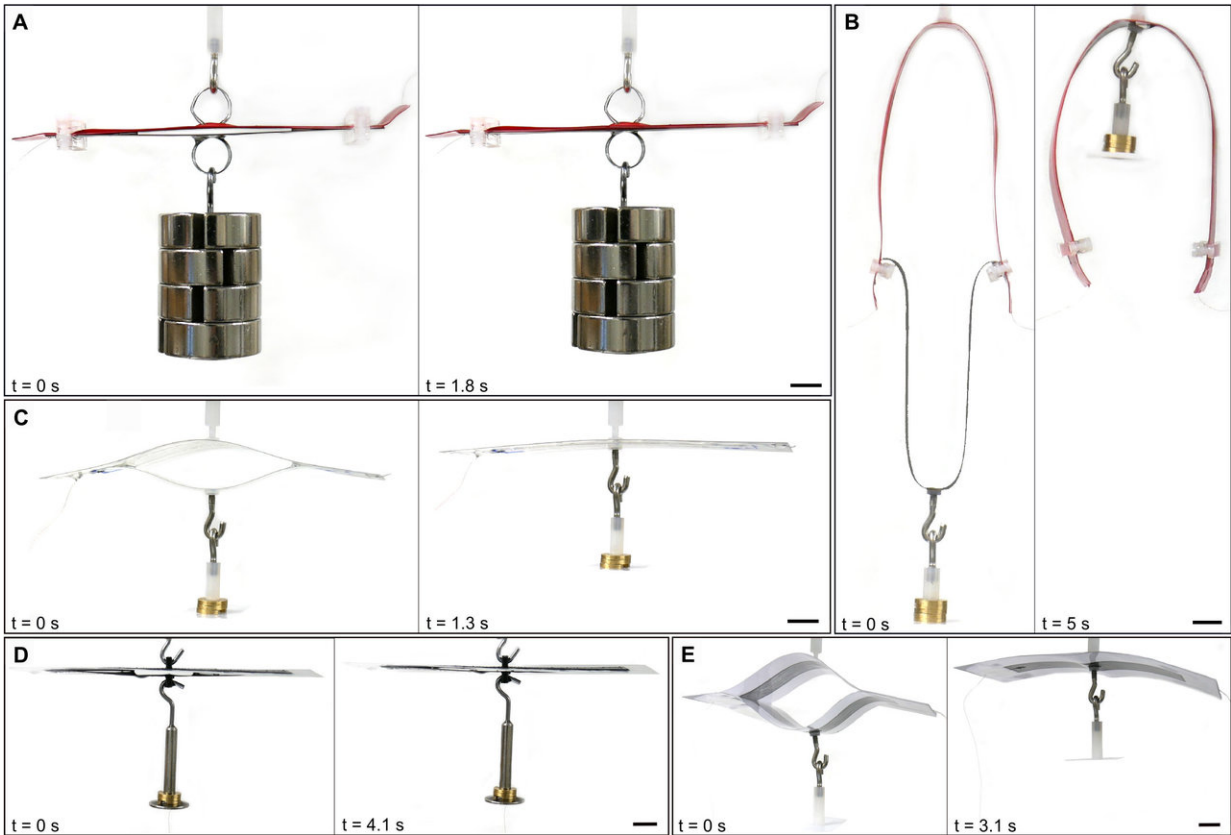 A
t = 0 s
t = 1.8 s
B
t = 0 s
t = 5 s
C
t = 0 s
t = 1.3 s
D
t = 0 s
t = 4.1 s
E
t = 0 s
t = 3.1 s